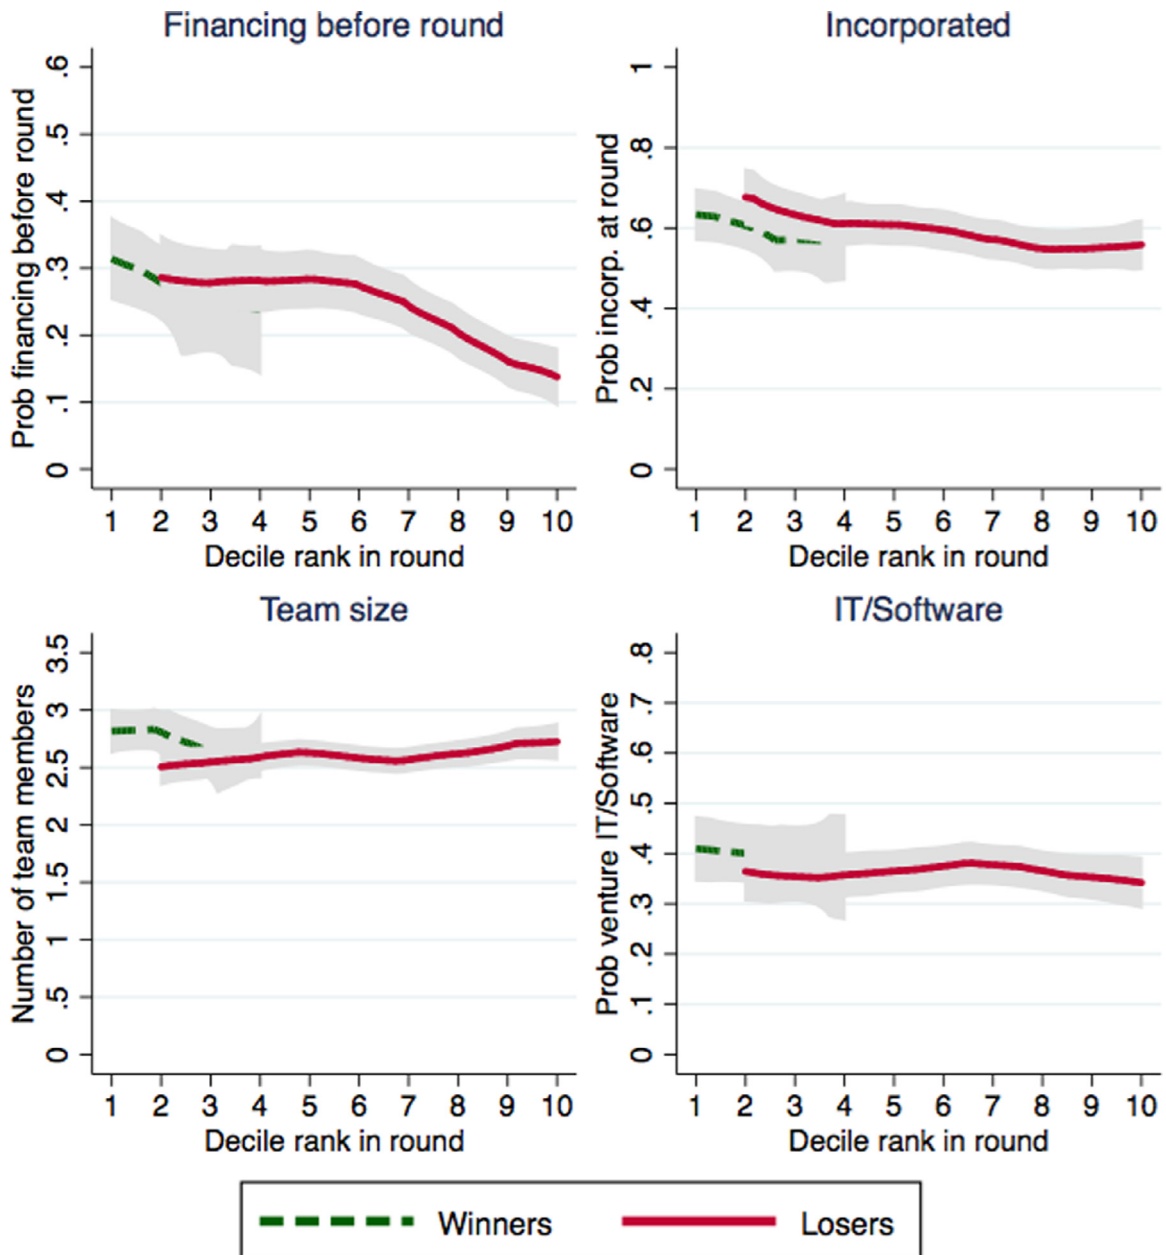 Financing before round
Prob financing before round
.6
.5
.4
.3
.2
.1
0
1 2 3 4 5 6 7 8 9 10
Decile rank in round
Incorporated
Prob incorp. at round
1
.8
.6
.4
.2
0
1 2 3 4 5 6 7 8 9 10
Decile rank in round
Team size
Number of team members
3.5
3
2.5
2
1.5
1
.5
0
1 2 3 4 5 6 7 8 9 10
Decile rank in round
IT/Software
Prob venture IT/Software
.8
.7
.6
.5
.4
.3
.2
.1
0
1 2 3 4 5 6 7 8 9 10
Decile rank in round
Winners
Losers